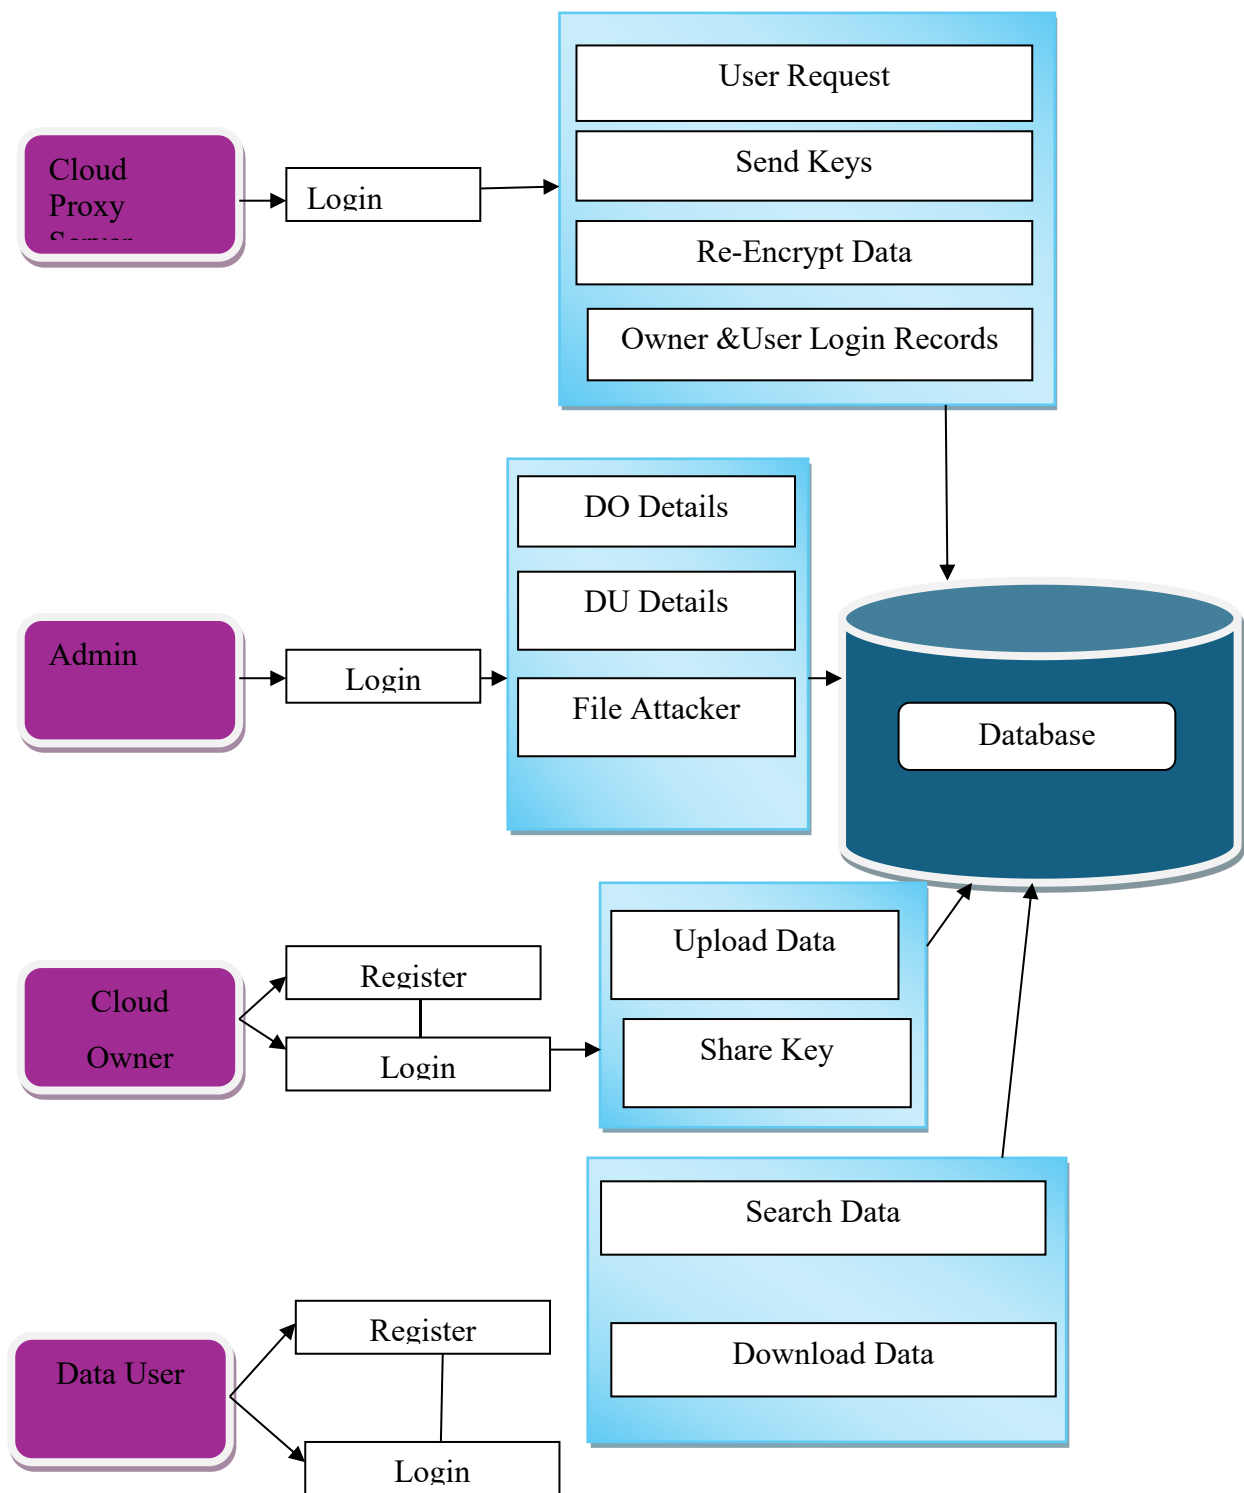 User Request
Cloud
Proxy
Server
Login
Send Keys
Re-Encrypt Data
Owner &User Login Records
DO Details
DU Details
Admin
Login
File Attacker
Database
Upload Data
Register
Cloud
Owner
Login
Share Key
Search Data
Register
Download Data
Data User
Login